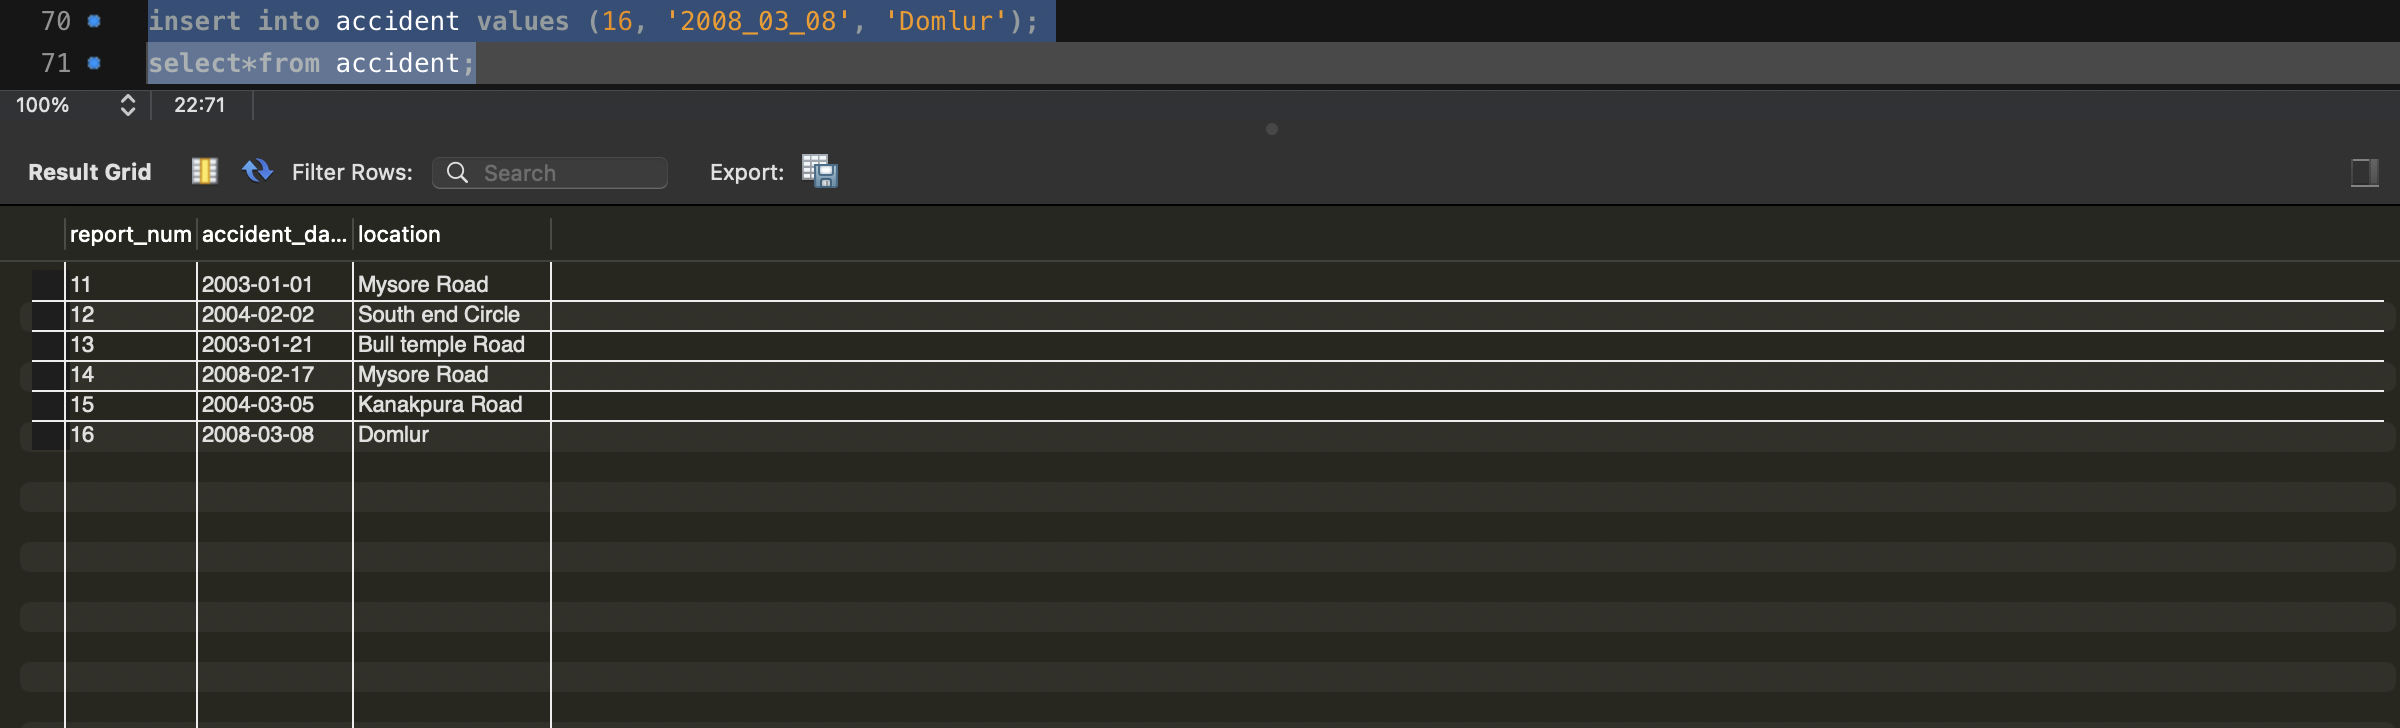 70 insert into accident values (16, '2008_03_08', 'Domlur');
71 select*from accident;
100% 22:71
Result Grid Filter Rows: Search Export:
report_num accident_da... location
11 2003-01-01 Mysore Road
12 2004-02-02 South end Circle
13 2003-01-21 Bull temple Road
14 2008-02-17 Mysore Road
15 2004-03-05 Kanakpura Road
16 2008-03-08 Domlur